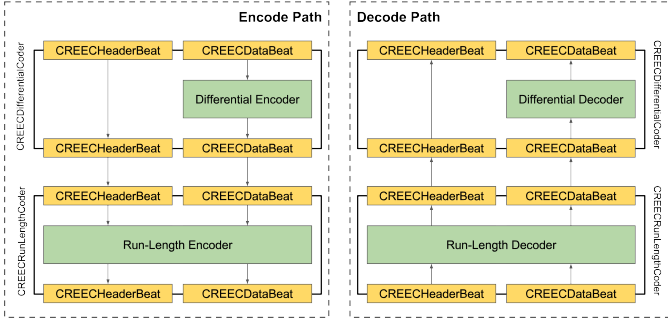 Encode Path
CREECDifferentialCoder
CREECHeaderBeat
CREECDataBeat
Differential Encoder
CREECHeaderBeat
CREECDataBeat
CREECRunLengthCoder
CREECHeaderBeat
CREECDataBeat
Run-Length Encoder
CREECHeaderBeat
CREECDataBeat
Decode Path
CREECHeaderBeat
CREECDataBeat
CREECDifferentialCoder
Differential Decoder
CREECHeaderBeat
CREECDataBeat
CREECHeaderBeat
CREECDataBeat
CREECRunLengthCoder
Run-Length Decoder
CREECHeaderBeat
CREECDataBeat